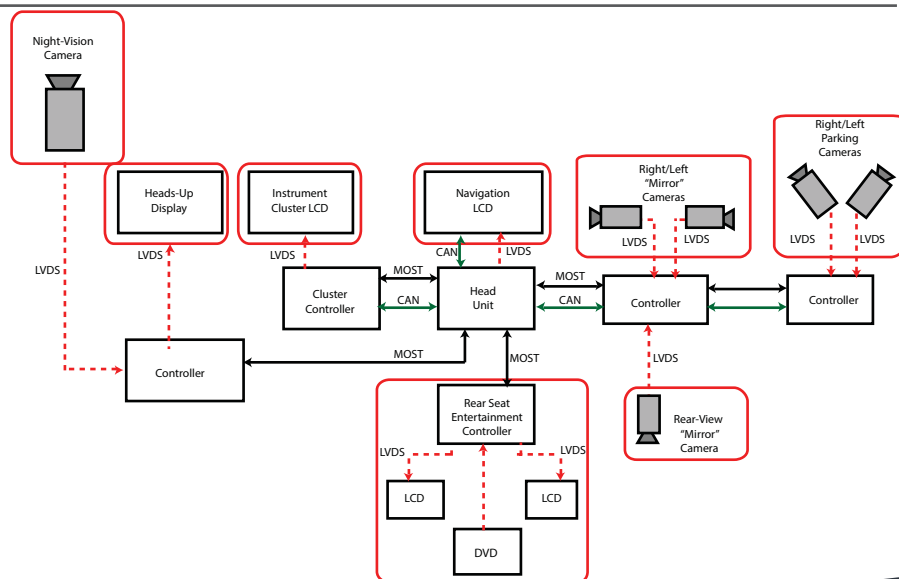 Night-Vision
Camera
Heads-Up
Display
Instrument
Cluster LCD
Navigation
LCD
Right/Left
“Mirror”
Cameras
Right/Left
Parking
Cameras
LVDS
LVDS
LVDS
LVDS
LVDS
LVDS
CAN
LVDS
LVDS
MOST
MOST
Cluster
Controller
CAN
Head
Unit
CAN
Controller
Controller
MOST
MOST
Controller
LVDS
Rear Seat
Entertainment
Controller
Rear-View
“Mirror”
Camera
LVDS
LVDS
LCD
LCD
DVD